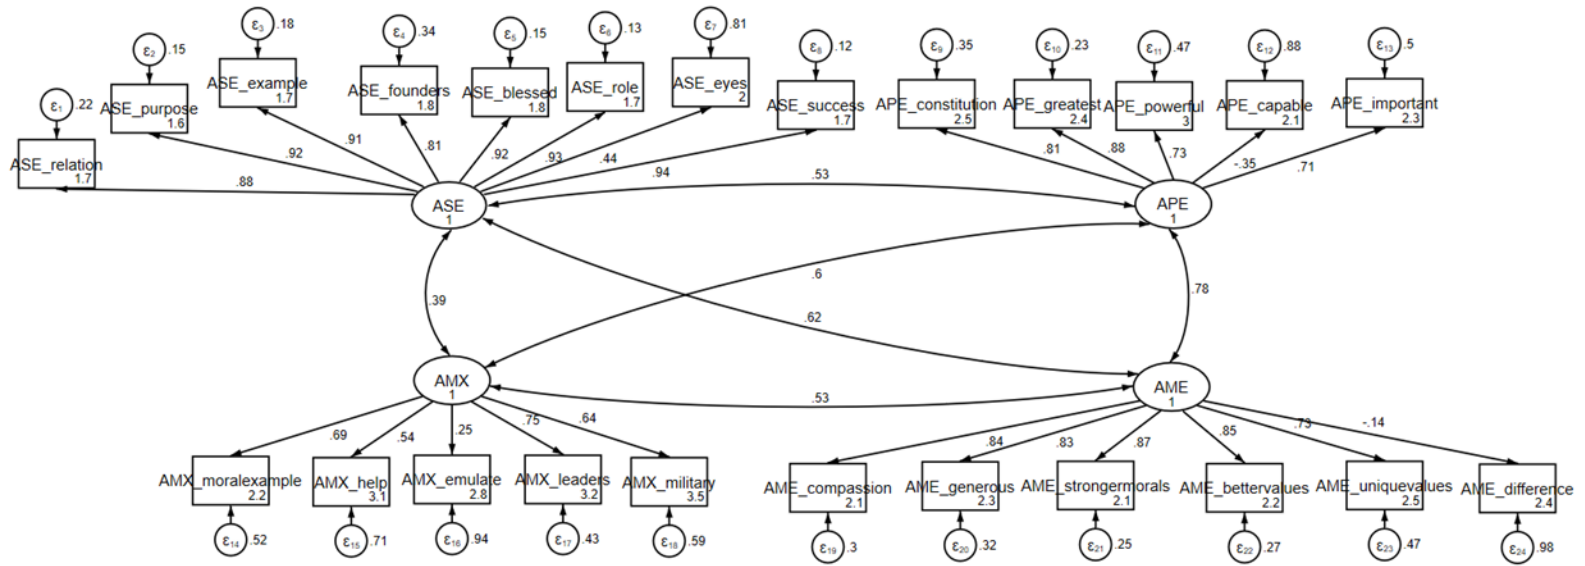 ε1 .22
ASE_relation
1.7
ε2 .15
ASE_purpose
1.6
ε3 .18
ASE_example
1.7
ε4 .34
ASE_founders
1.8
ε5 .15
ASE_blessed
1.8
ε6 .13
ASE_role
1.7
ε7 .81
ASE_eyes
2
ε8 .12
ASE_success
1.7
ε9 .35
APE_constitution
2.5
ε10 .23
APE_greatest
2.4
ε11 .47
APE_powerful
3
ε12 .88
APE_capable
2.1
ε13 .5
APE_important
2.3
.88
.92
.91
.81
.92
.93
.44
.94
.81
.88
.73
-.35
.71
ASE
1
.53
APE
1
.39
.6
.62
.78
AMX
1
.53
AME
1
.69
.54
.25
.75
.64
.84
.83
.87
.85
.73
-.14
AMX_moralexample
2.2
AMX_help
3.1
AMX_emulate
2.8
AMX_leaders
3.2
AMX_military
3.5
AME_compassion
2.1
AME_generous
2.3
AME_strongermorals
2.1
AME_bettervalues
2.2
AME_uniquevalues
2.5
AME_difference
2.4
ε14 .52
ε15 .71
ε16 .94
ε17 .43
ε18 .59
ε19 .3
ε20 .32
ε21 .25
ε22 .27
ε23 .47
ε24 .98